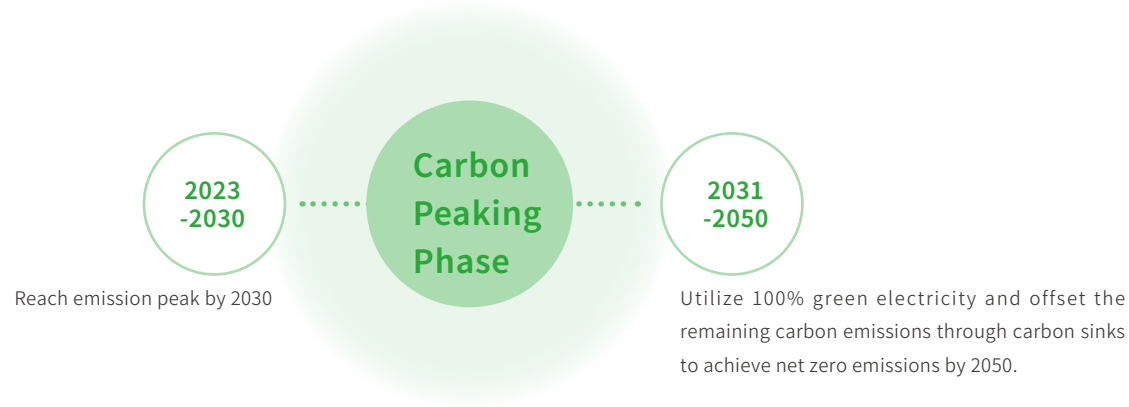 2023
-2030
Reach emission peak by 2030
Carbon
Peaking
Phase
2031
-2050
Utilize 100% green electricity and offset the
remaining carbon emissions through carbon sinks
to achieve net zero emissions by 2050.